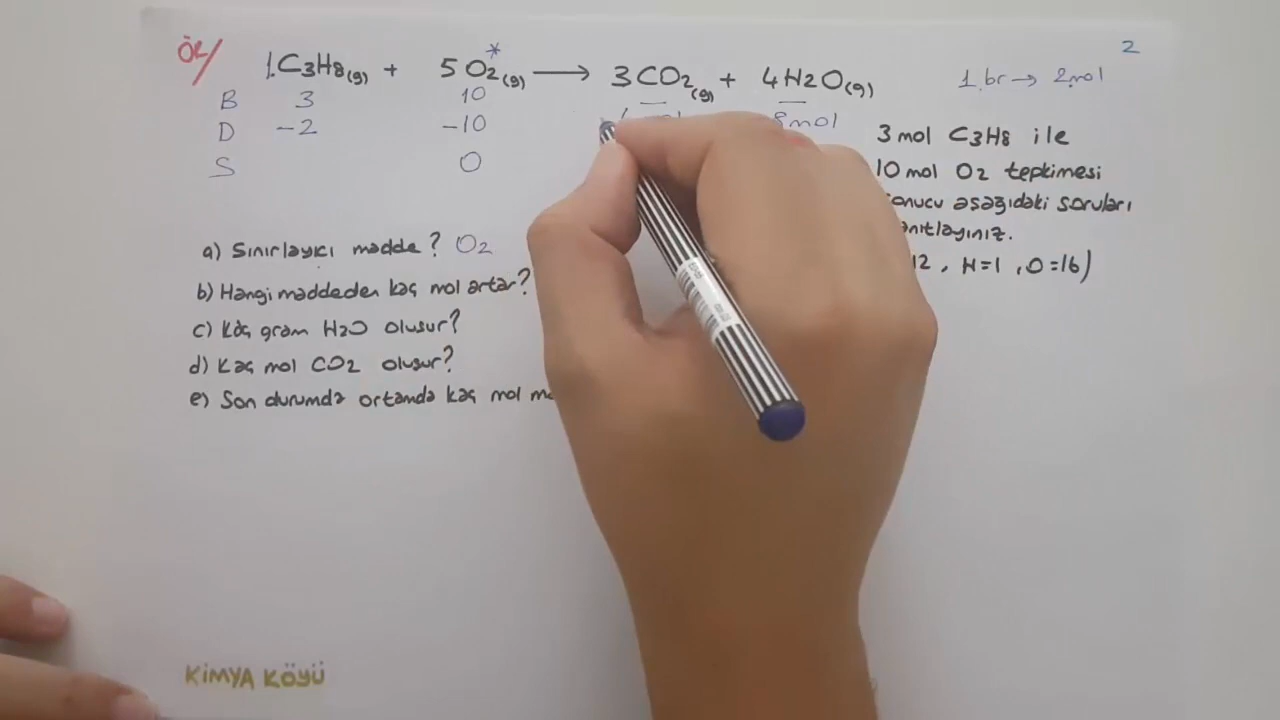 2
Ör/ 1.C3H8(g) + 5O2(g)* → 3CO2(g) + 4H2O(g) 1 br → 2 mol
B 3 10
D -2 -10 8mol
S 0
3 mol C3H8 ile
10 mol O2 tepkimesi
aşağıdaki soruları
12, H=1, O=16)
a) Sınırlayıcı madde? O2
b) Hangi maddeden kaç mol artar?
c) Kaç gram H2O oluşur?
d) Kaç mol CO2 oluşur?
e) Son durumda ortamda kaç mol
KİMYA KÖYÜ